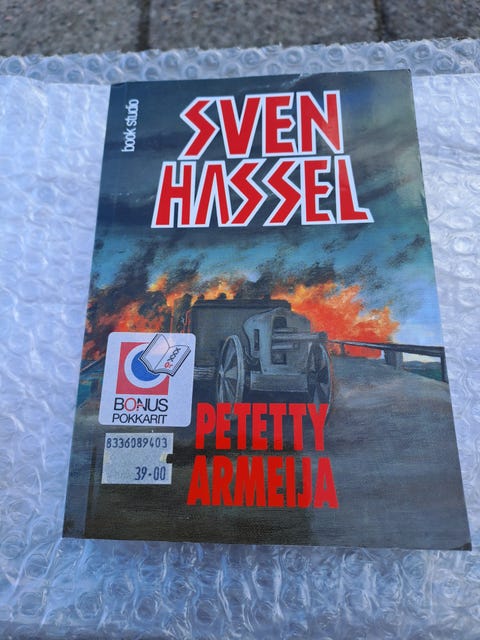 book studio
SVEN
HASSEL
BONUS
POKKARIT
8336089403
39-00
PETETTY
ARMEIJA